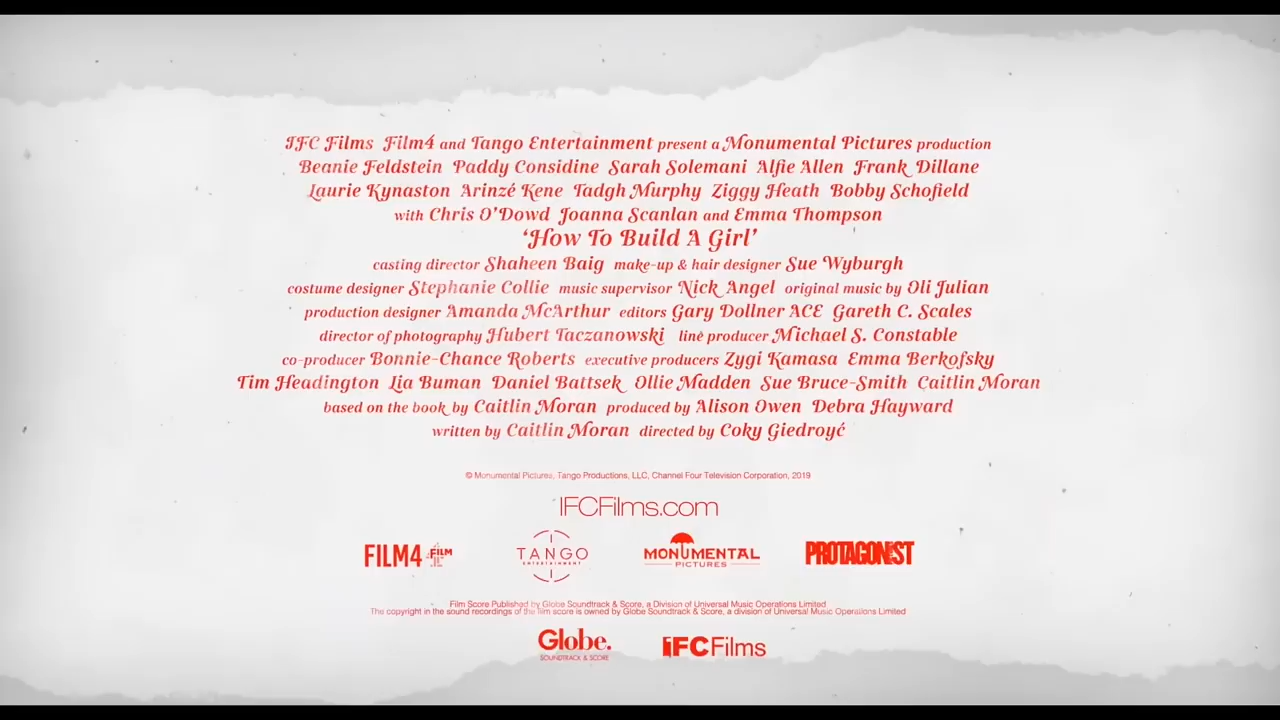 IFC Films Film4 and Tango Entertainment present a Monumental Pictures production
Beanie Feldstein Paddy Considine Sarah Solemani Alfie Allen Frank Dillane
Laurie Kynaston Arinzé Kene Tadgh Murphy Ziggy Heath Bobby Schofield
with Chris O'Dowd Joanna Scanlan and Emma Thompson
'How To Build A Girl'
casting director Shaheen Baig make-up & hair designer Sue Wyburgh
costume designer Stephanie Collie music supervisor Nick Angel original music by Oli Julian
production designer Amanda McArthur editors Gary Dollner ACE Gareth C. Scales
director of photography Hubert Taczanowski line producer Michael S. Constable
co-producer Bonnie-Chance Roberts executive producers Zygi Kamasa Emma Berkofsky
Tim Headington Lia Buman Daniel Battsek Ollie Madden Sue Bruce-Smith Caitlin Moran
based on the book by Caitlin Moran produced by Alison Owen Debra Hayward
written by Caitlin Moran directed by Coky Giedroyć
© Monumental Pictures, Tango Productions, LLC, Channel Four Television Corporation, 2019
IFCFilms.com
FILM4 FILM TANGO ENTERTAINMENT MONUMENTAL PICTURES PROTAGONIST
Film Score Published by Globe Soundtrack & Score, a Division of Universal Music Operations Limited
The copyright in the sound recordings of the film score is owned by Globe Soundtrack & Score, a division of Universal Music Operations Limited
Globe. IFC Films
SOUNDTRACK & SCORE